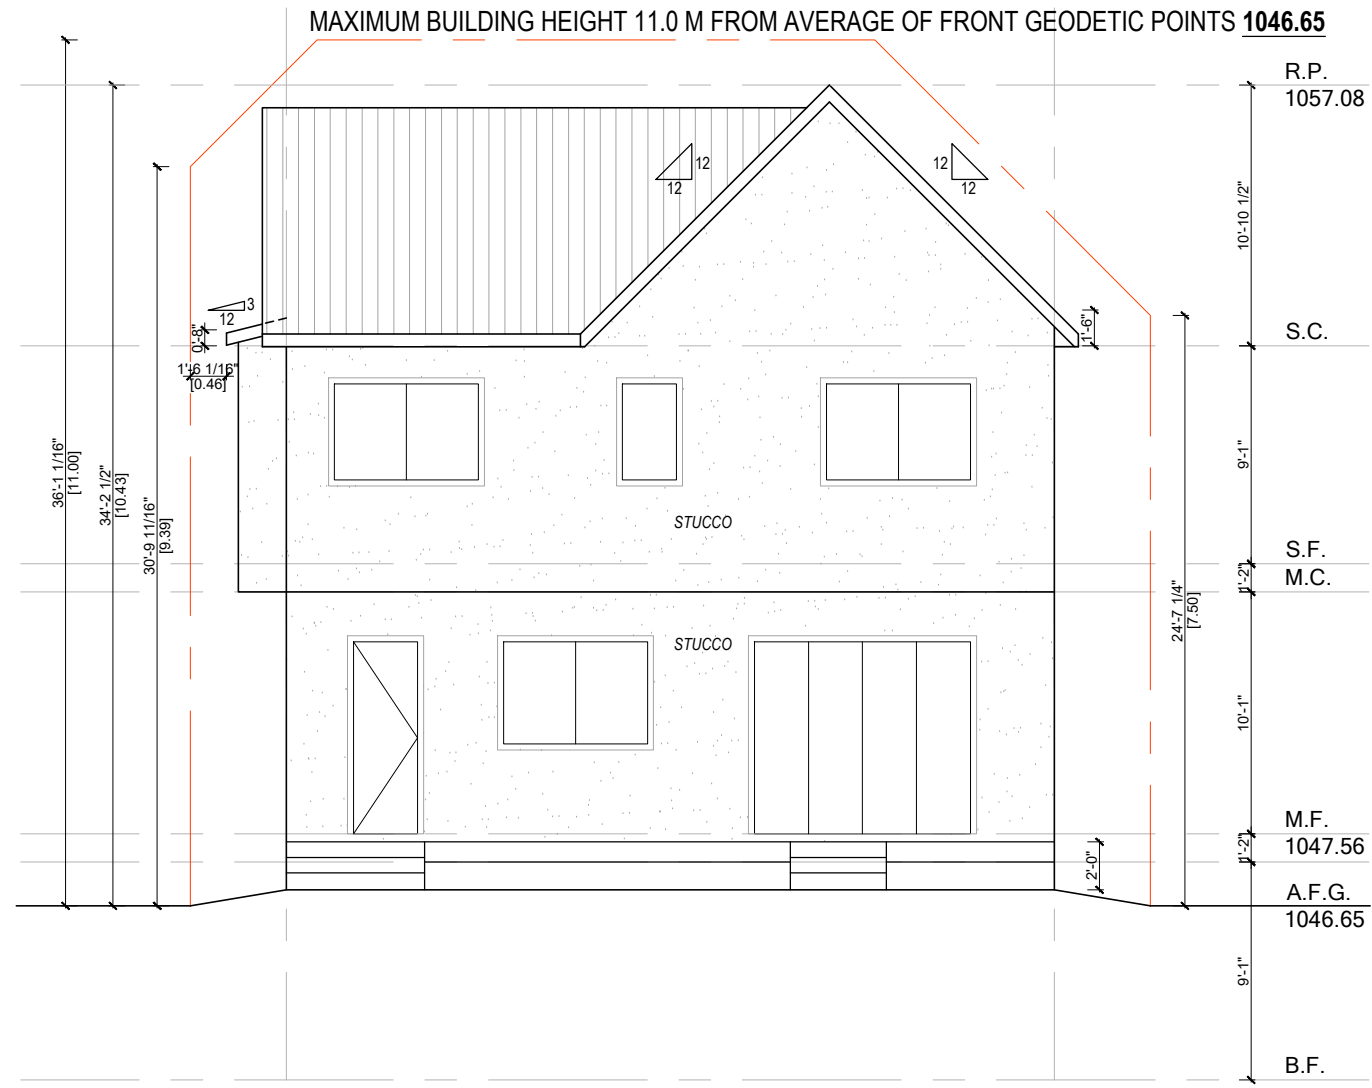 MAXIMUM BUILDING HEIGHT 11.0 M FROM AVERAGE OF FRONT GEODETIC POINTS 1046.65
R.P.
1057.08
12
12
12
12
10'-10 1/2"
3
12
0'-8"
1'-6"
S.C.
1'-6 1/16"
[0.46]
36'-1 1/16"
[11.00]
34'-2 1/2"
[10.43]
30'-9 11/16"
[9.39]
9'-1"
STUCCO
S.F.
1'-2"
M.C.
24'-7 1/4"
[7.50]
STUCCO
10'-1"
M.F.
1047.56
1'-2"
2'-0"
A.F.G.
1046.65
9'-1"
B.F.